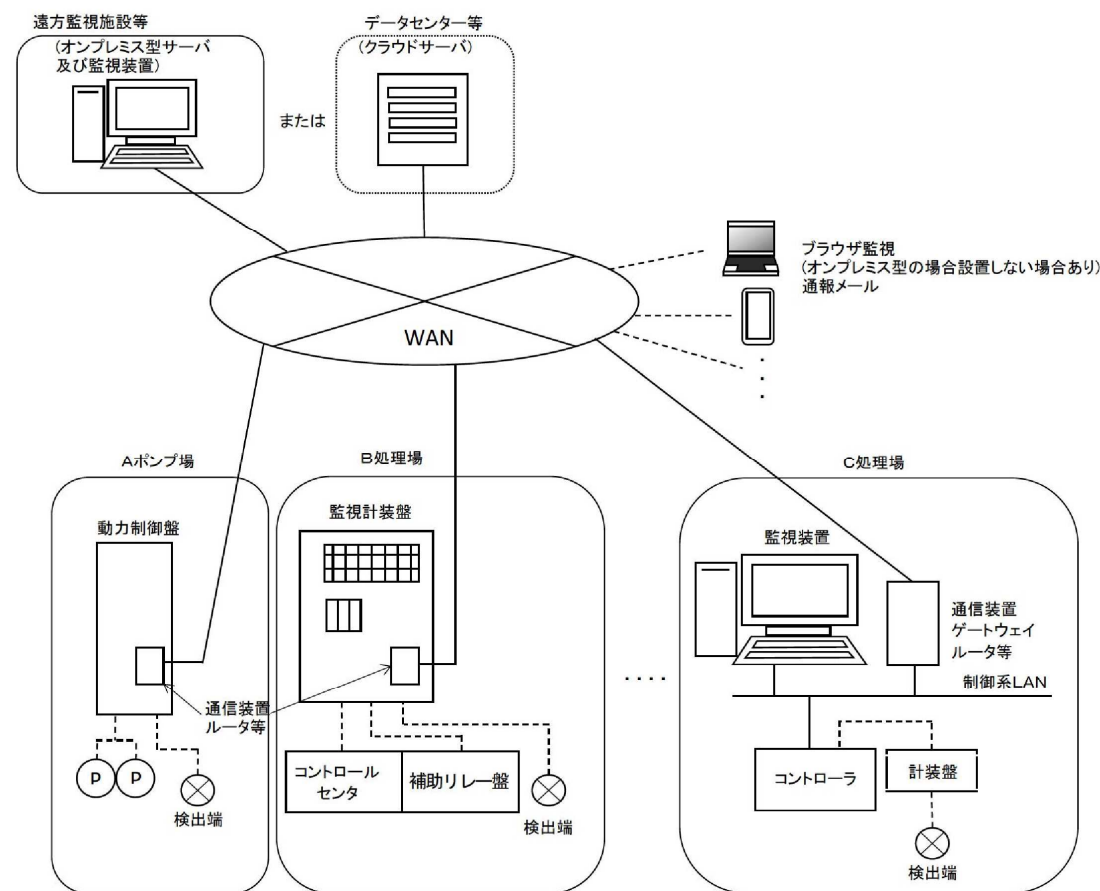 遠方監視施設等
(オンプレミス型サーバ
及び監視装置)
または
データセンター等
(クラウドサーバ)
ブラウザ監視
(オンプレミス型の場合設置しない場合あり)
通報メール
WAN
Aポンプ場
動力制御盤
通信装置
ルータ等
P
P
検出端
B処理場
監視計装盤
コントロール
センタ
補助リレー盤
検出端
C処理場
監視装置
通信装置
ゲートウェイ
ルータ等
制御系LAN
コントローラ
計装盤
検出端